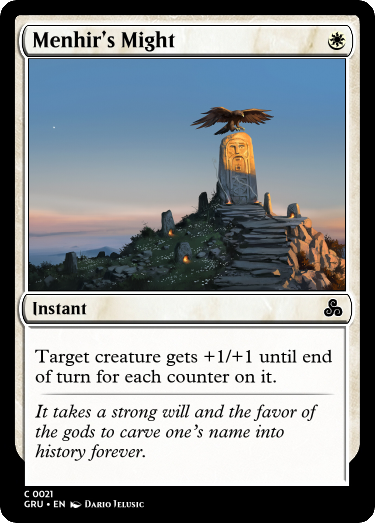 Menhir's Might
Instant
Target creature gets +1/+1 until end
of turn for each counter on it.
It takes a strong will and the favor of
the gods to carve one's name into
history forever.
C 0021
GRU • EN Dario Jelusic